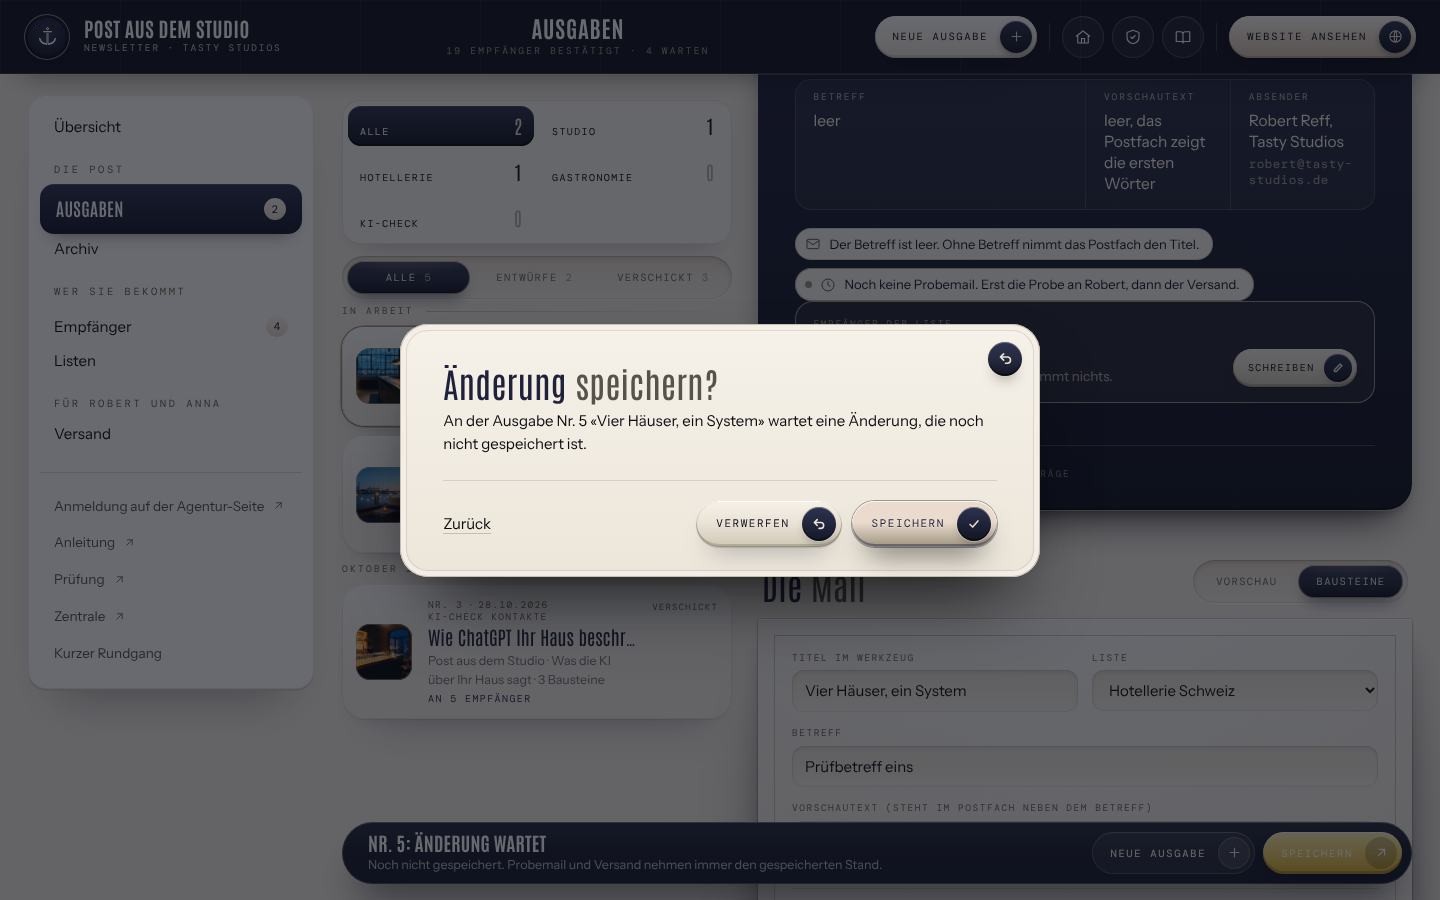 POST AUS DEM STUDIO
NEWSLETTER · TASTY STUDIOS
AUSGABEN
19 EMPFÄNGER BESTÄTIGT · 4 WARTEN
NEUE AUSGABE
WEBSITE ANSEHEN
Übersicht
DIE POST
AUSGABEN 2
Archiv
WER SIE BEKOMMT
Empfänger 4
Listen
FÜR ROBERT UND ANNA
Versand
Anmeldung auf der Agentur-Seite
Anleitung
Prüfung
Zentrale
Kurzer Rundgang
ALLE 2
STUDIO 1
HOTELLERIE 1
GASTRONOMIE 0
KI-CHECK 0
ALLE 5
ENTWÜRFE 2
VERSCHICKT 3
IN ARBEIT
OKTOBER
NR. 3 · 28.10.2026
KI-CHECK KONTAKTE
VERSCHICKT
Wie ChatGPT Ihr Haus beschr…
Post aus dem Studio · Was die KI
über Ihr Haus sagt · 3 Bausteine
AN 5 EMPFÄNGER
BETREFF
leer
VORSCHAUTEXT
leer, das
Postfach zeigt
die ersten
Wörter
ABSENDER
Robert Reff,
Tasty Studios
robert@tasty-
studios.de
Der Betreff ist leer. Ohne Betreff nimmt das Postfach den Titel.
Noch keine Probemail. Erst die Probe an Robert, dann der Versand.
EMPFÄNGER DER LISTE
mmt nichts.
SCHREIBEN
RÄGE
Änderung speichern?
An der Ausgabe Nr. 5 «Vier Häuser, ein System» wartet eine Änderung, die noch
nicht gespeichert ist.
Zurück
VERWERFEN
SPEICHERN
Die Mail
VORSCHAU
BAUSTEINE
TITEL IM WERKZEUG
Vier Häuser, ein System
LISTE
Hotellerie Schweiz
BETREFF
Prüfbetreff eins
VORSCHAUTEXT (STEHT IM POSTFACH NEBEN DEM BETREFF)
NR. 5: ÄNDERUNG WARTET
Noch nicht gespeichert. Probemail und Versand nehmen immer den gespeicherten Stand.
NEUE AUSGABE
SPEICHERN